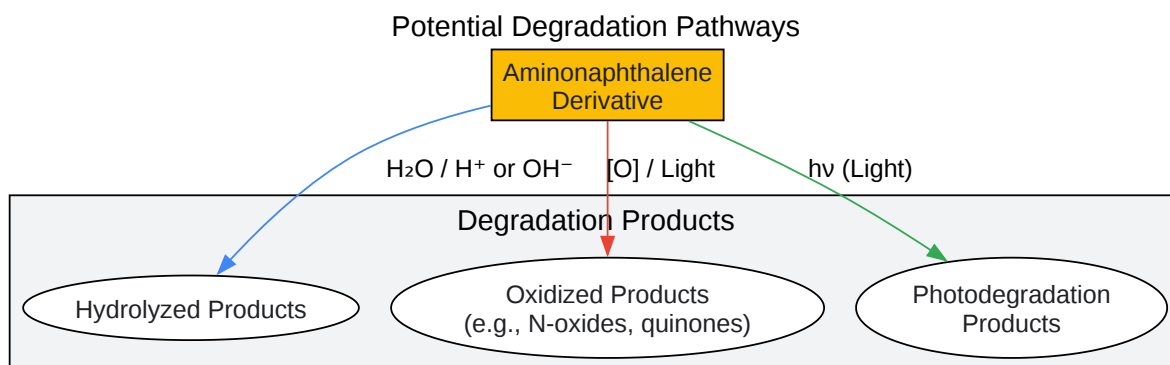 Potential Degradation Pathways
Aminonaphthalene
Derivative
H₂O / H⁺ or OH⁻
[O] / Light
hν (Light)
Degradation Products
Hydrolyzed Products
Oxidized Products
(e.g., N-oxides, quinones)
Photodegradation
Products